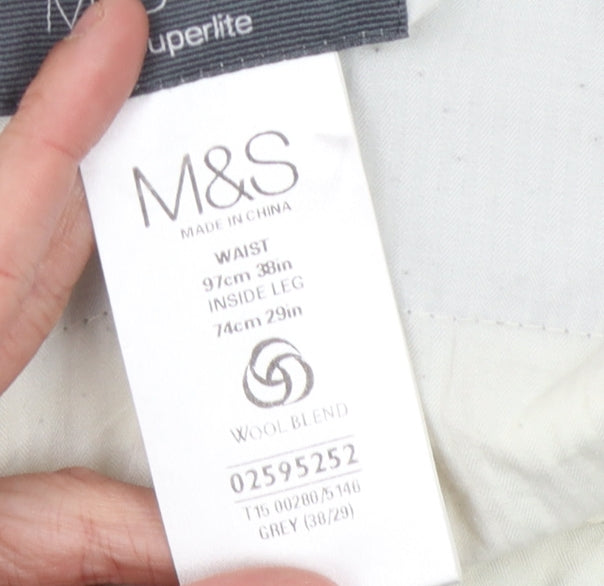 M&S
Superlite
M&S
MADE IN CHINA
WAIST
97cm 38in
INSIDE LEG
74cm 29in
WOOL BLEND
02595252
T15 00280/5146
GREY (38/29)